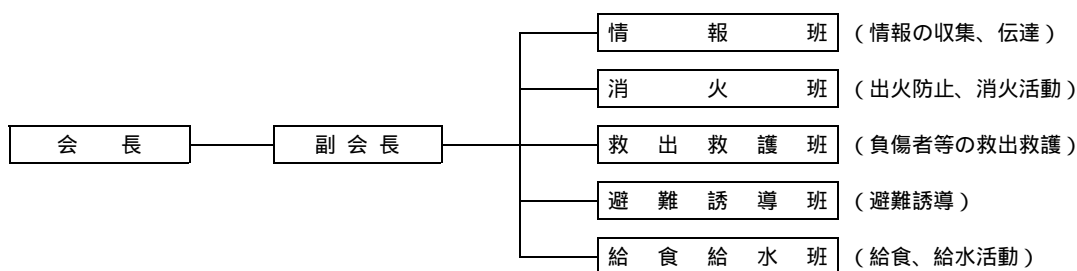 情報班 (情報の収集、伝達)
消火班 (出火防止、消火活動)
会長 副会長 救出救護班 (負傷者等の救出救護)
避難誘導班 (避難誘導)
給食給水班 (給食、給水活動)